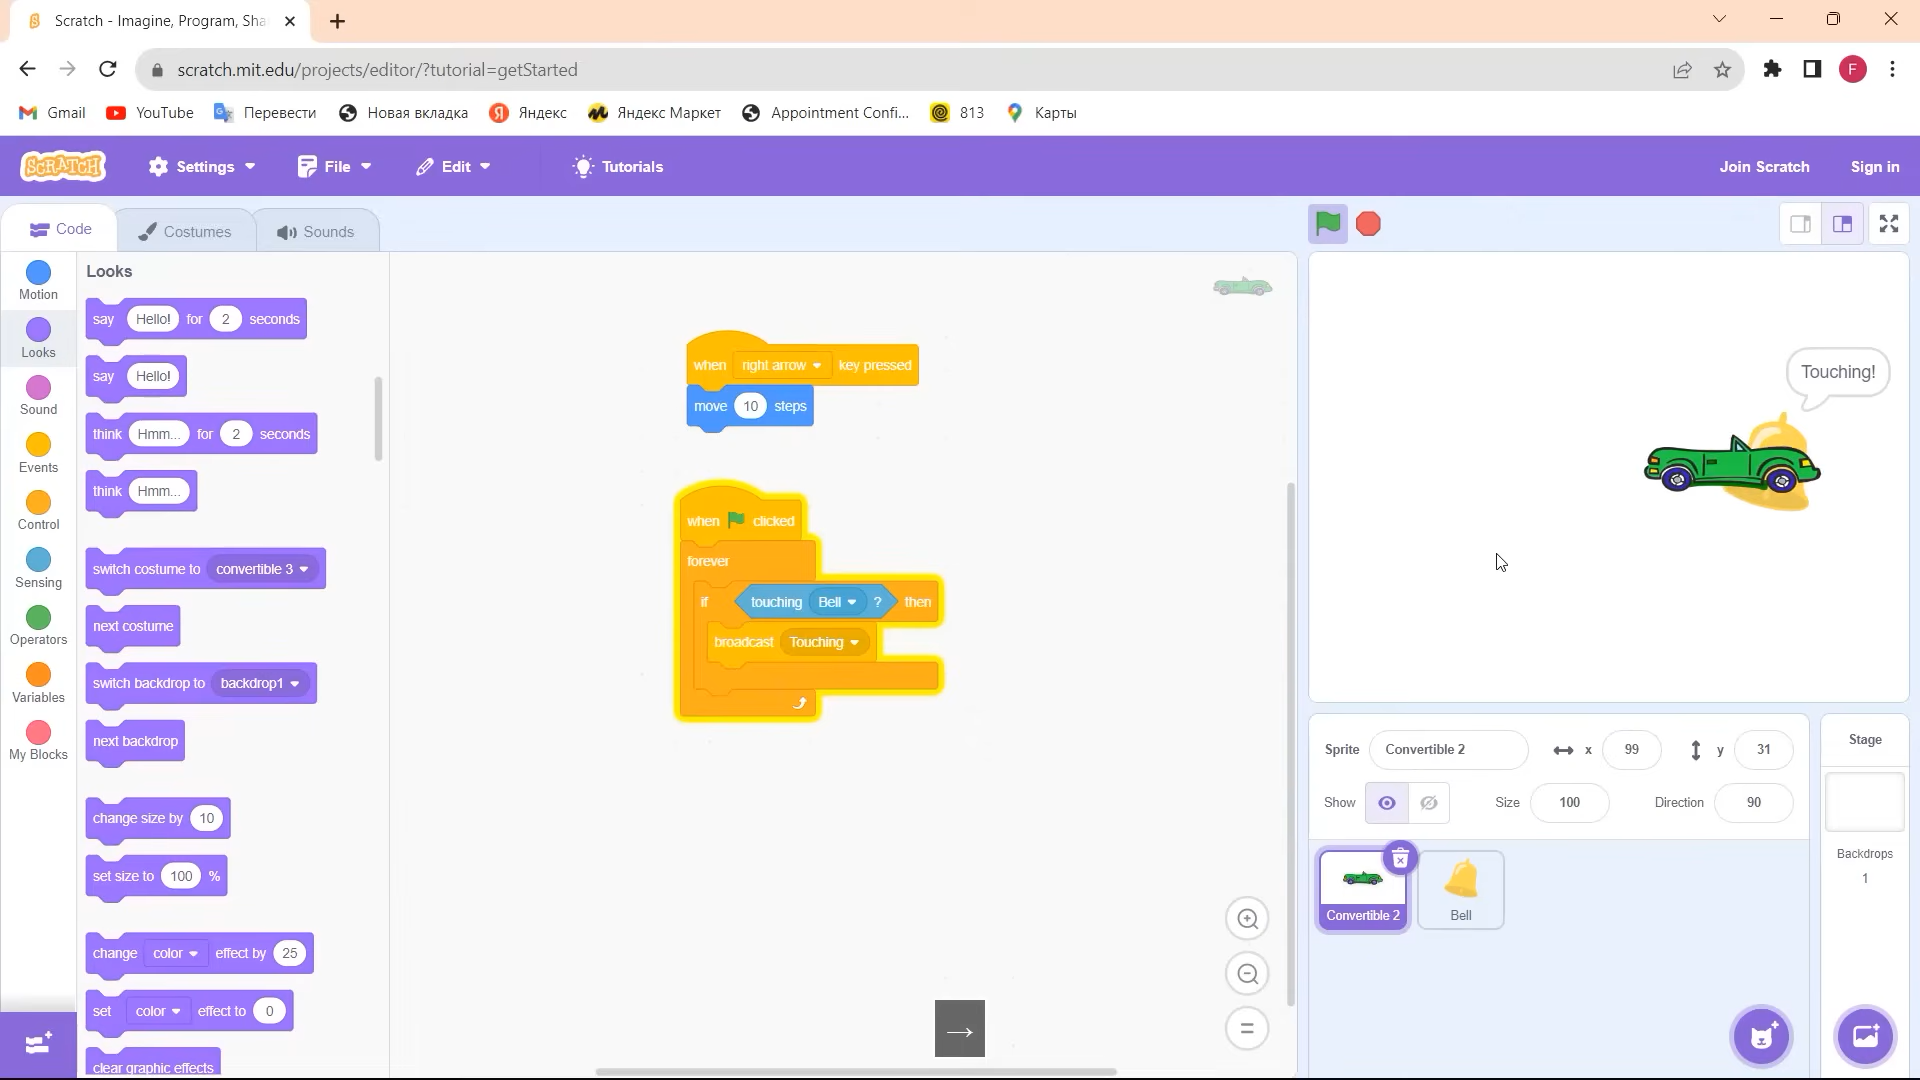 Scratch - Imagine, Program, Sha
scratch.mit.edu/projects/editor/?tutorial=getStarted
F
Gmail YouTube Перевести Новая вкладка Яндекс Яндекс Маркет Appointment Confi... 813 Карты
SCRATCH Settings File Edit Tutorials Join Scratch Sign in
Code Costumes Sounds
Motion
Looks
Sound
Events
Control
Sensing
Operators
Variables
My Blocks
Looks
say Hello! for 2 seconds
say Hello!
think Hmm... for 2 seconds
think Hmm...
switch costume to convertible 3
next costume
switch backdrop to backdrop1
next backdrop
change size by 10
set size to 100 %
change color effect by 25
set color effect to 0
clear graphic effects
when right arrow key pressed
move 10 steps
when clicked
forever
if touching Bell ? then
broadcast Touching
→
Touching!
Sprite Convertible 2 x 99 y 31
Show Size 100 Direction 90
Convertible 2
Bell
Stage
Backdrops
1